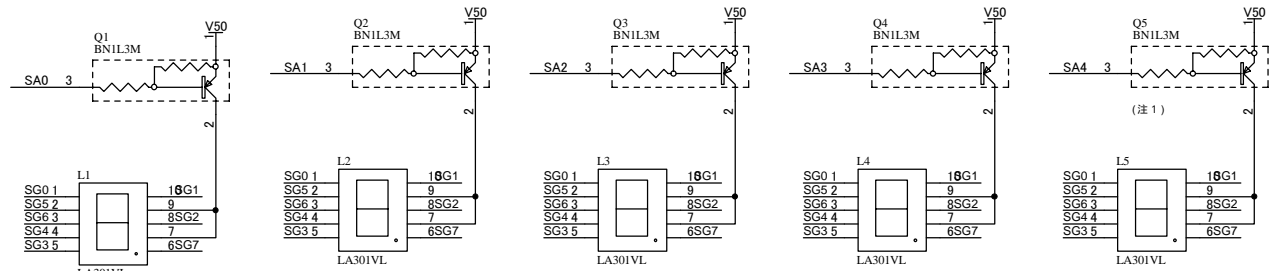 V50
1
Q1
BN1L3M
SA0 3
2
L1
SG0 1
SG5 2
SG6 3
SG4 4
SG3 5
10 SG1
9
8 SG2
7
6 SG7
LA301VL
V50
1
Q2
BN1L3M
SA1 3
2
L2
SG0 1
SG5 2
SG6 3
SG4 4
SG3 5
10 SG1
9
8 SG2
7
6 SG7
LA301VL
V50
1
Q3
BN1L3M
SA2 3
2
L3
SG0 1
SG5 2
SG6 3
SG4 4
SG3 5
10 SG1
9
8 SG2
7
6 SG7
LA301VL
V50
1
Q4
BN1L3M
SA3 3
2
L4
SG0 1
SG5 2
SG6 3
SG4 4
SG3 5
10 SG1
9
8 SG2
7
6 SG7
LA301VL
V50
1
Q5
BN1L3M
SA4 3
(注1)
2
L5
SG0 1
SG5 2
SG6 3
SG4 4
SG3 5
10 SG1
9
8 SG2
7
6 SG7
LA301VL